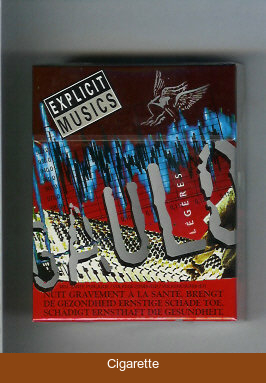 EXPLICIT
MUSICS
LÉGÈRES
GAULO
NUIT GRAVEMENT À LA SANTÉ. BRENGT
DE GEZONDHEID ERNSTIGE SCHADE TOE.
SCHÄDIGT ERNSTHAFT DIE GESUNDHEIT.
Cigarette